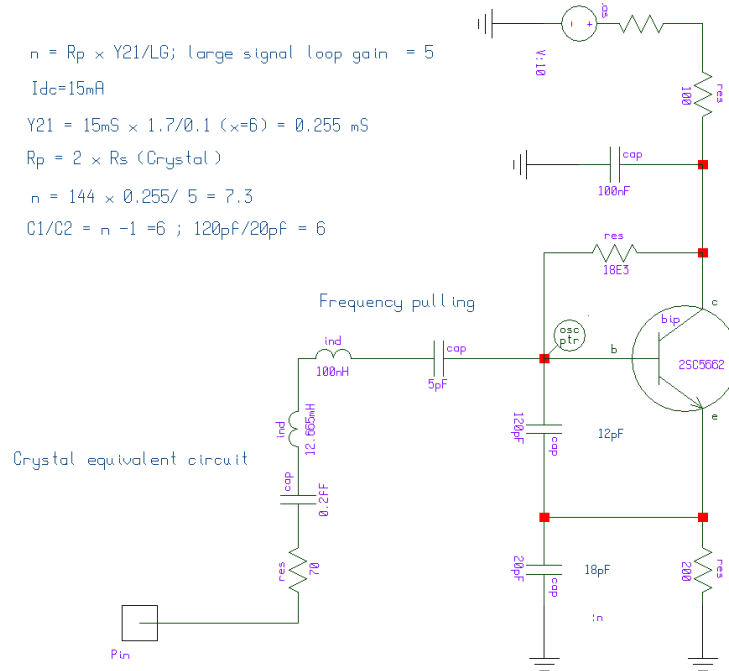 n = Rp x Y21/LG; large signal loop gain = 5
Idc=15mA
Y21 = 15mS x 1.7/0.1 (x=6) = 0.255 mS
Rp = 2 x Rs (Crystal)
n = 144 x 0.255/ 5 = 7.3
C1/C2 = n -1 =6 ; 120pf/20pf = 6
V:10
res
100
cap
100nF
res
18E3
Frequency pulling
osc
ptr
bip
c
b
e
2SC5662
ind
100nH
cap
5pF
ind
12.665mH
Crystal equivalent circuit
cap
0.2fF
120pF
cap
12pF
res
70
20pF
cap
18pF
:n
200
res
Pin